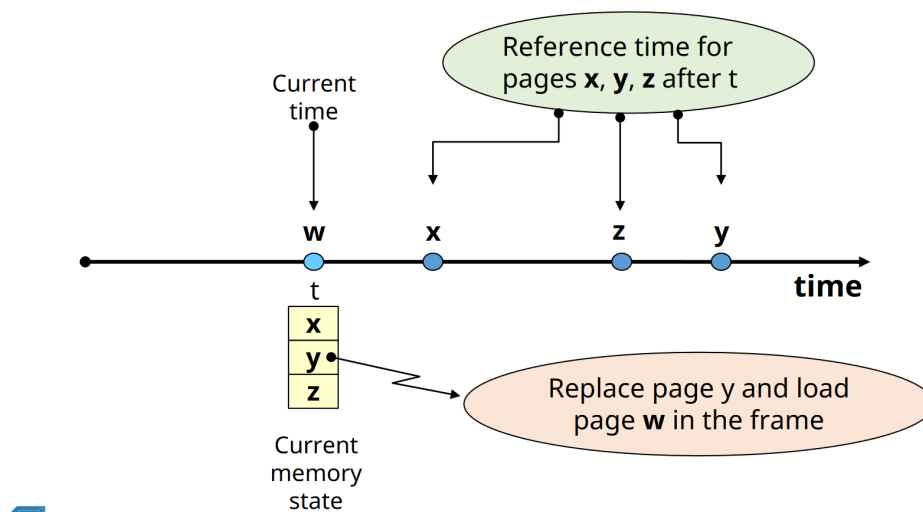 Reference time for
pages x, y, z after t
Current
time
w
x
z
y
time
t
x
y
z
Replace page y and load
page w in the frame
Current
memory
state